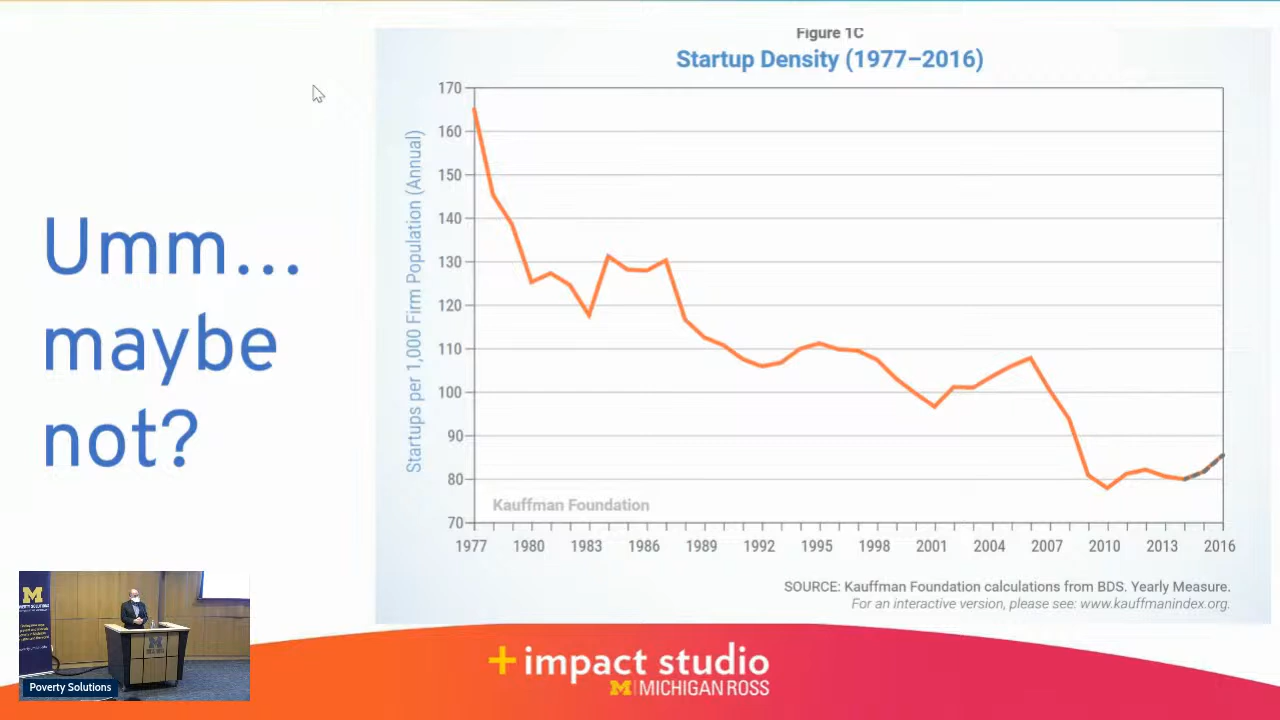 Umm...
maybe
not?
Figure 1C
Startup Density (1977–2016)
Startups per 1,000 Firm Population (Annual)
170
160
150
140
130
120
110
100
90
80
70
Kauffman Foundation
1977 1980 1983 1986 1989 1992 1995 1998 2001 2004 2007 2010 2013 2016
SOURCE: Kauffman Foundation calculations from BDS. Yearly Measure.
For an interactive version, please see: www.kauffmanindex.org.
M
POVERTY SOLUTIONS
M
Poverty Solutions
+ impact studio
M | MICHIGAN ROSS